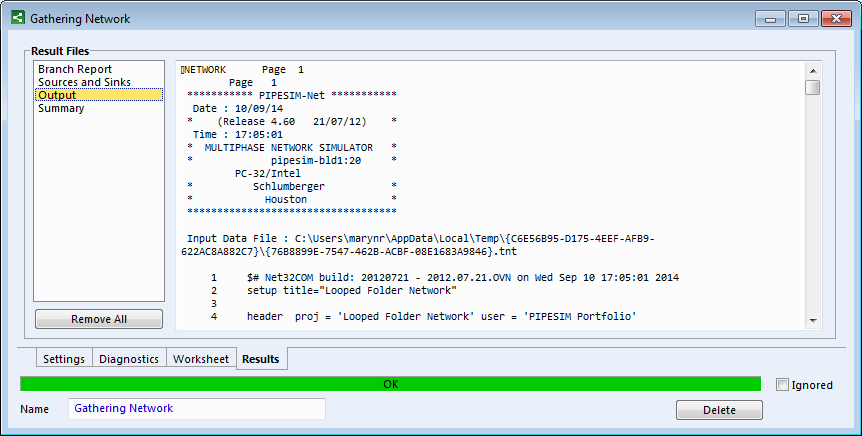 Gathering Network
Result Files
Branch Report
Sources and Sinks
Output
Summary
Remove All
▯NETWORK Page 1
Page 1
*********** PIPESIM-Net ***********
Date : 10/09/14
* (Release 4.60 21/07/12) *
Time : 17:05:01
* MULTIPHASE NETWORK SIMULATOR *
* pipesim-bld1:20 *
PC-32/Intel
* Schlumberger *
* Houston *
***********************************
Input Data File : C:\Users\marynr\AppData\Local\Temp\{C6E56B95-D175-4EEF-AFB9-
622AC8A882C7}\{76B8899E-7547-462B-ACBF-08E1683A9846}.tnt
1 $# Net32COM build: 20120721 - 2012.07.21.OVN on Wed Sep 10 17:05:01 2014
2 setup title="Looped Folder Network"
3
4 header proj = 'Looped Folder Network' user = 'PIPESIM Portfolio'
Settings Diagnostics Worksheet Results
OK
Ignored
Name Gathering Network
Delete